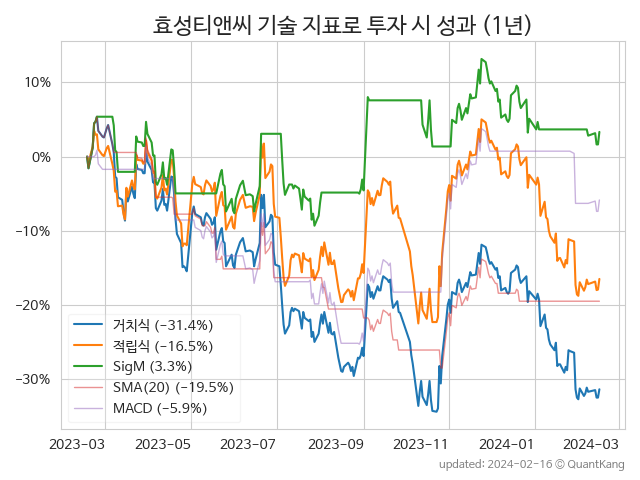 효성티앤씨 기술 지표로 투자 시 성과 (1년)
10%
0%
−10%
−20%
−30%
거치식 (−31.4%)
적립식 (−16.5%)
SigM (3.3%)
SMA(20) (−19.5%)
MACD (−5.9%)
2023-03 2023-05 2023-07 2023-09 2023-11 2024-01 2024-03
updated: 2024-02-16 © QuantKang